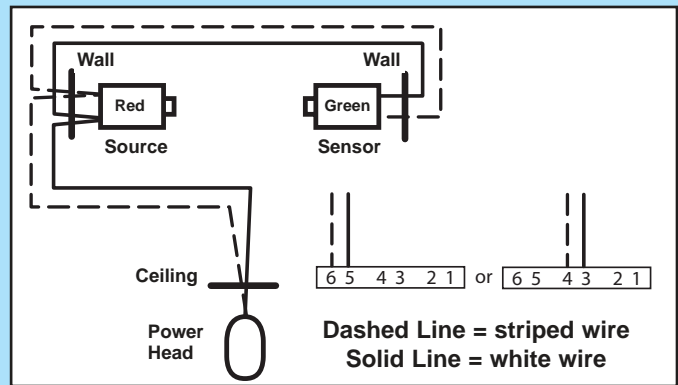 Wall
Wall
Red
Green
Source
Sensor
Ceiling
6 5 4 3 2 1 or 6 5 4 3 2 1
Power
Head
Dashed Line = striped wire
Solid Line = white wire